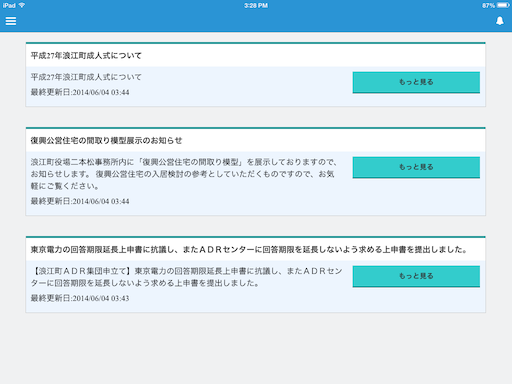 iPad 3:28 PM 87%
平成27年浪江町成人式について
平成27年浪江町成人式について
もっと見る
最終更新日:2014/06/04 03:44
復興公営住宅の間取り模型展示のお知らせ
浪江町役場二本松事務所内に「復興公営住宅の間取り模型」を展示しておりますので、
お知らせします。 復興公営住宅の入居検討の参考としていただくものですので、お気
軽にご覧ください。
もっと見る
最終更新日:2014/06/04 03:44
東京電力の回答期限延長上申書に抗議し、またＡＤＲセンターに回答期限を延長しないよう求める上申書を提出しました。
【浪江町ＡＤＲ集団申立て】東京電力の回答期限延長上申書に抗議し、またＡＤＲセン
ターに回答期限を延長しないよう求める上申書を提出しました。
もっと見る
最終更新日:2014/06/04 03:43